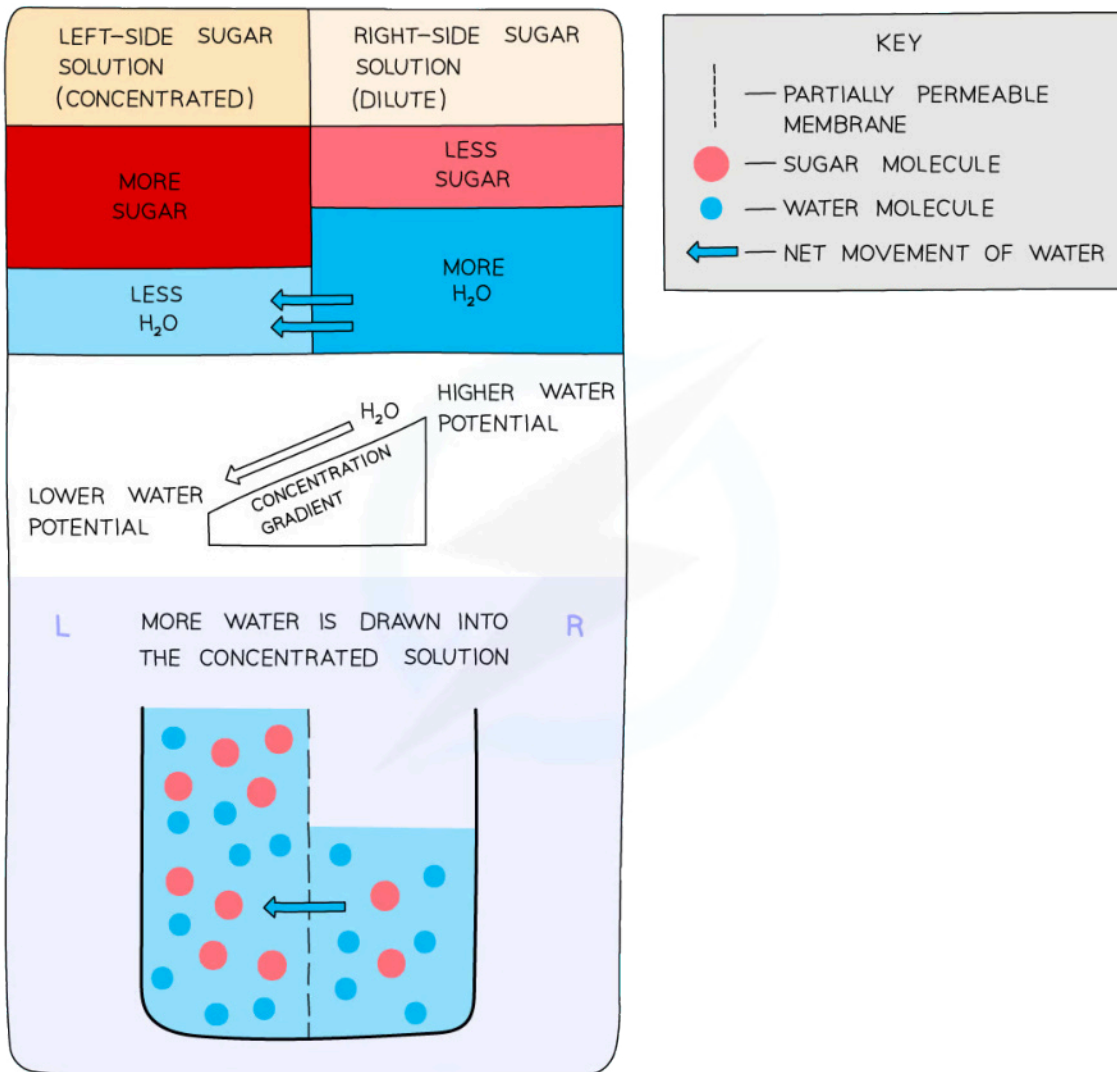 LEFT-SIDE SUGAR
SOLUTION
(CONCENTRATED)
RIGHT-SIDE SUGAR
SOLUTION
(DILUTE)
MORE
SUGAR
LESS
SUGAR
LESS
H₂O
MORE
H₂O
H₂O
HIGHER WATER
POTENTIAL
CONCENTRATION
GRADIENT
LOWER WATER
POTENTIAL
L
MORE WATER IS DRAWN INTO
THE CONCENTRATED SOLUTION
R
KEY
PARTIALLY PERMEABLE
MEMBRANE
SUGAR MOLECULE
WATER MOLECULE
NET MOVEMENT OF WATER